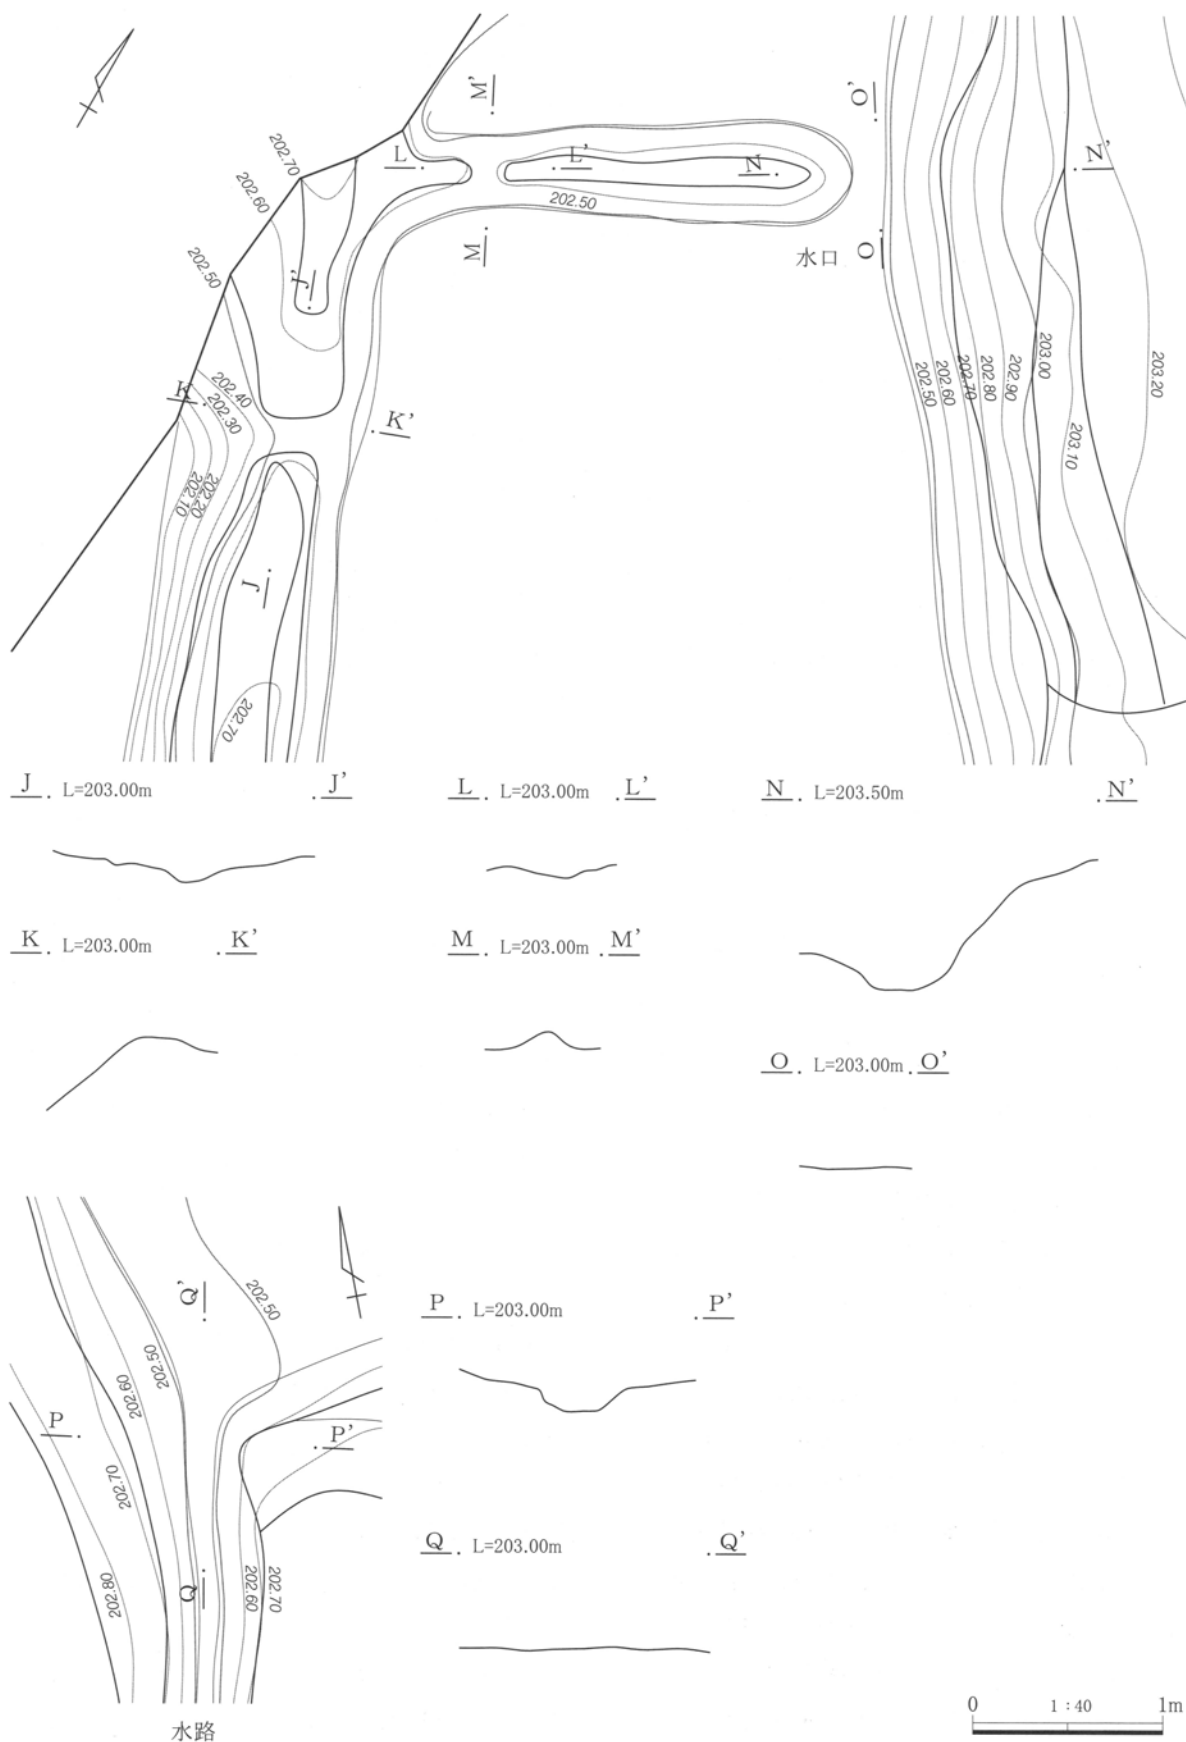 M'
O'
N'
L
L'
N
202.70
202.60
202.50
202.50
M
水口
O
J'
K
202.40
202.30
K'
202.10
202.20
J
202.70
202.50
202.60
202.70
202.80
202.90
203.00
203.10
203.20
J L=203.00m J'
L L=203.00m L'
N L=203.50m N'
K L=203.00m K'
M L=203.00m M'
O L=203.00m O'
Q'
202.50
202.50
202.60
P
P'
202.70
202.80
Q
202.60
202.70
水路
P L=203.00m P'
Q L=203.00m Q'
0 1:40 1m